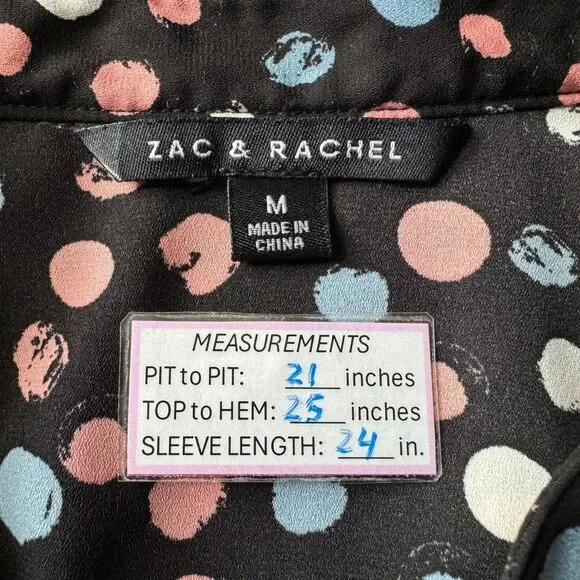 ZAC & RACHEL
M
MADE IN
CHINA
MEASUREMENTS
PIT to PIT: 21 inches
TOP to HEM: 25 inches
SLEEVE LENGTH: 24 in.